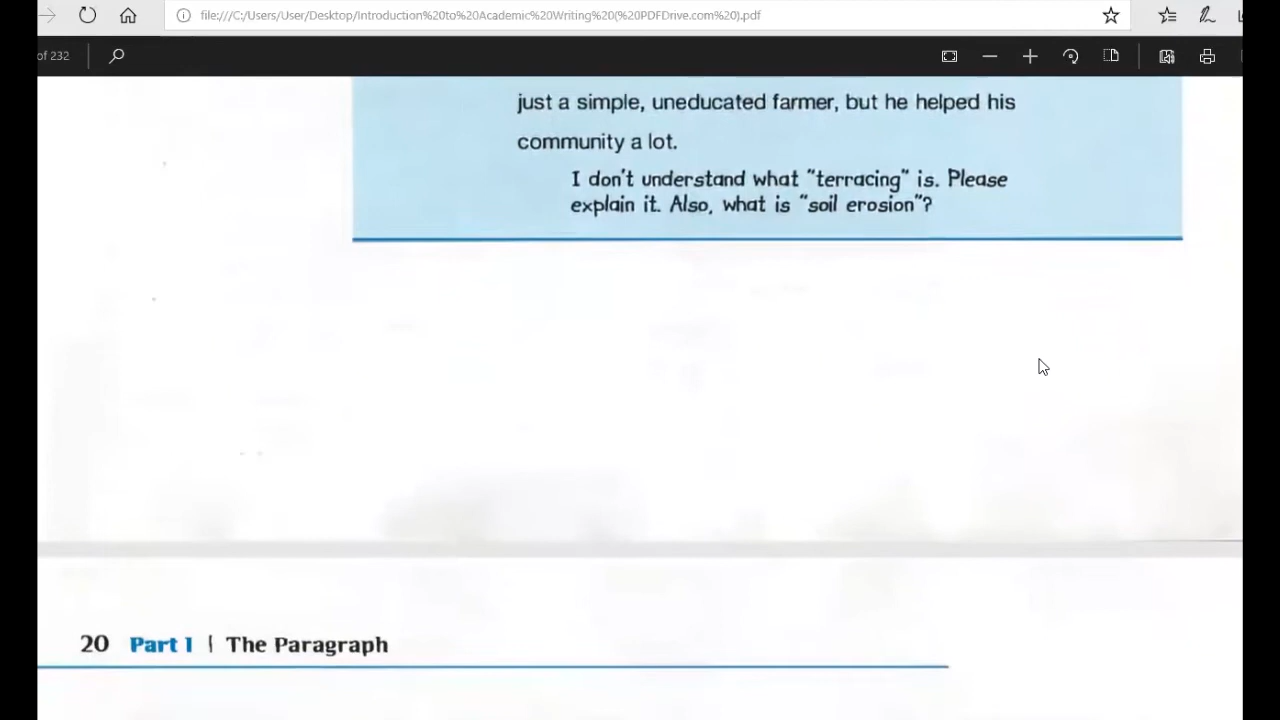 file:///C:/Users/User/Desktop/Introduction%20to%20Academic%20Writing%20(%20PDFDrive.com%20).pdf
of 232
just a simple, uneducated farmer, but he helped his
community a lot.
I don't understand what "terracing" is. Please
explain it. Also, what is "soil erosion"?
20 Part 1 | The Paragraph